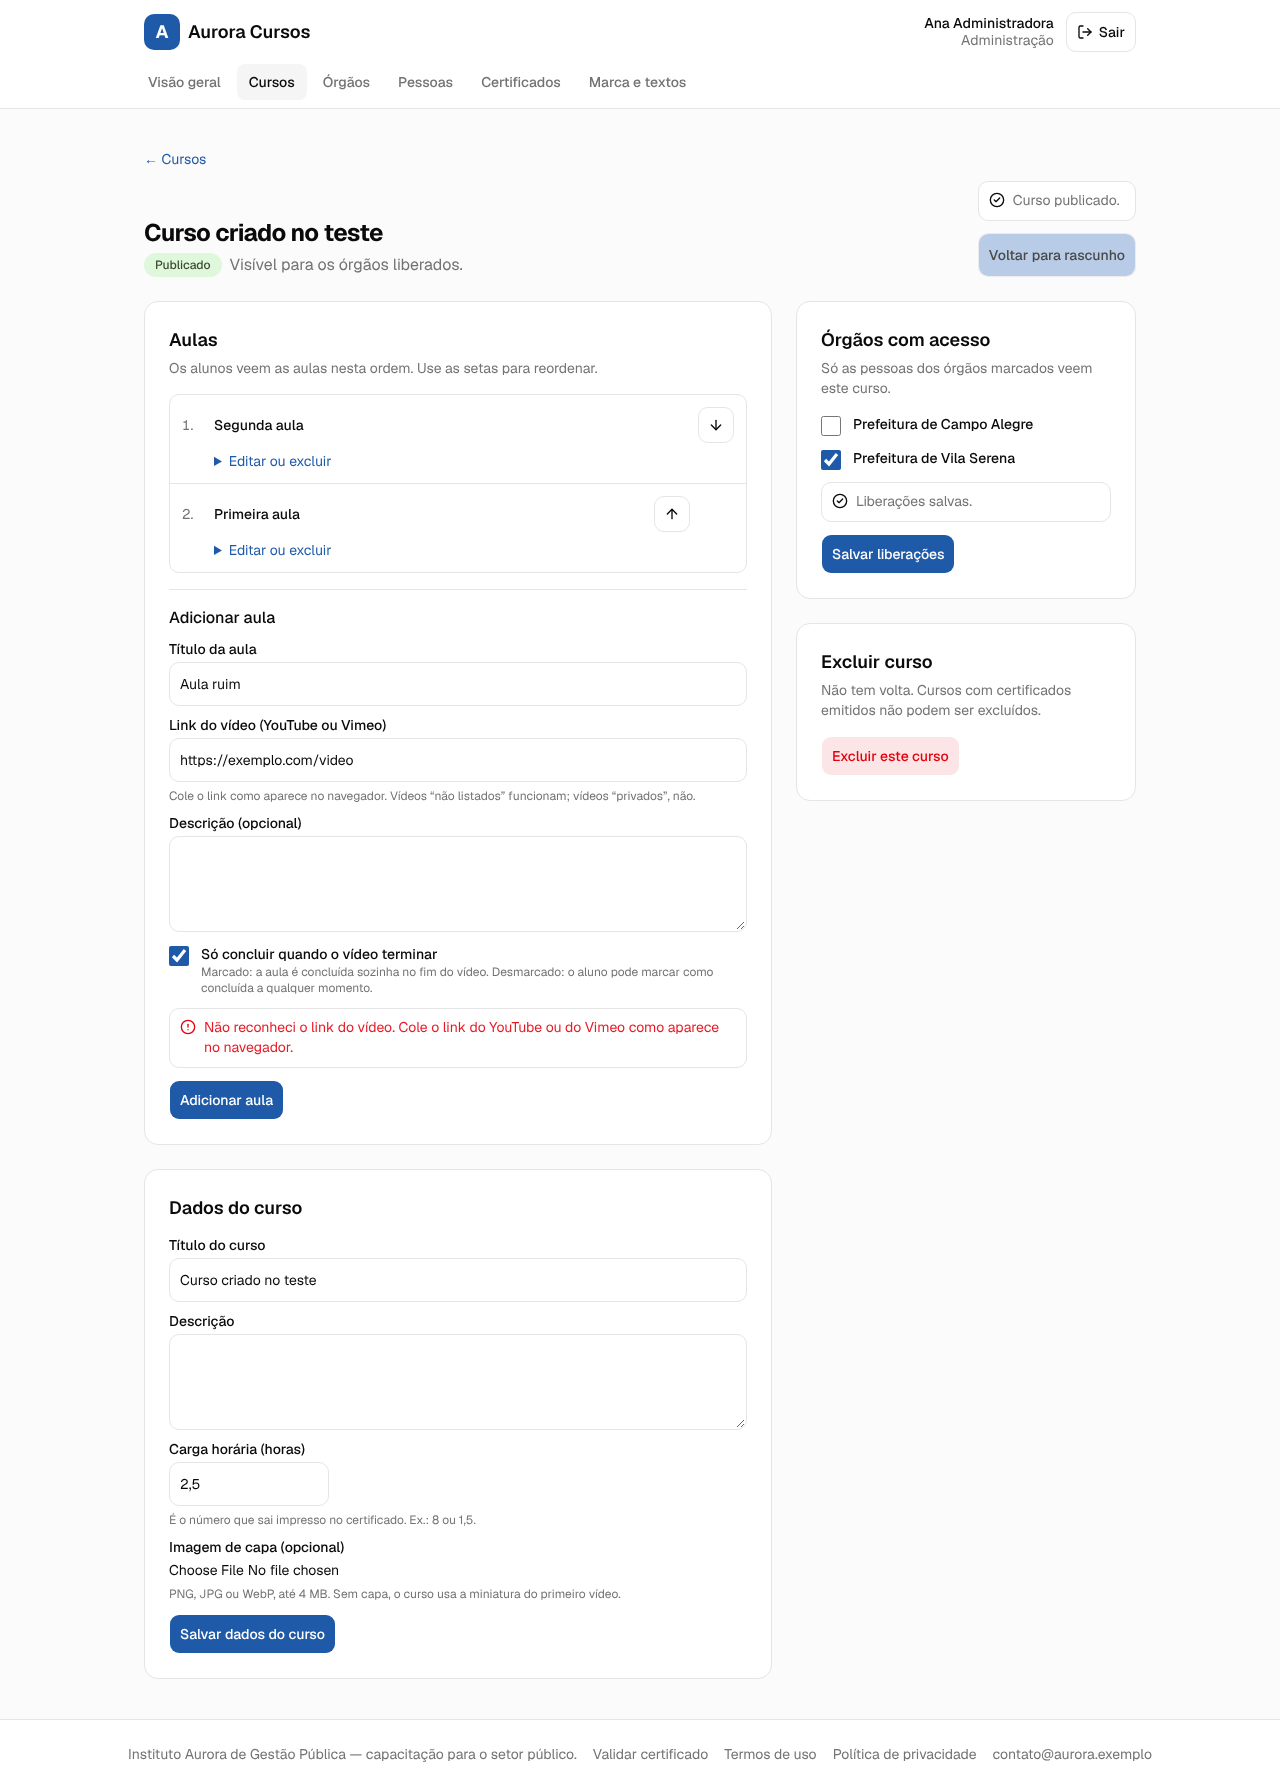 A Aurora Cursos
Ana Administradora
Administração
Sair
Visão geral Cursos Órgãos Pessoas Certificados Marca e textos
← Cursos
Curso publicado.
Curso criado no teste
Voltar para rascunho
Publicado Visível para os órgãos liberados.
Aulas
Os alunos veem as aulas nesta ordem. Use as setas para reordenar.
1. Segunda aula
Editar ou excluir
2. Primeira aula
Editar ou excluir
Adicionar aula
Título da aula
Aula ruim
Link do vídeo (YouTube ou Vimeo)
https://exemplo.com/video
Cole o link como aparece no navegador. Vídeos “não listados” funcionam; vídeos “privados”, não.
Descrição (opcional)
Só concluir quando o vídeo terminar
Marcado: a aula é concluída sozinha no fim do vídeo. Desmarcado: o aluno pode marcar como
concluída a qualquer momento.
Não reconheci o link do vídeo. Cole o link do YouTube ou do Vimeo como aparece
no navegador.
Adicionar aula
Órgãos com acesso
Só as pessoas dos órgãos marcados veem
este curso.
Prefeitura de Campo Alegre
Prefeitura de Vila Serena
Liberações salvas.
Salvar liberações
Excluir curso
Não tem volta. Cursos com certificados
emitidos não podem ser excluídos.
Excluir este curso
Dados do curso
Título do curso
Curso criado no teste
Descrição
Carga horária (horas)
2,5
É o número que sai impresso no certificado. Ex.: 8 ou 1,5.
Imagem de capa (opcional)
Choose File No file chosen
PNG, JPG ou WebP, até 4 MB. Sem capa, o curso usa a miniatura do primeiro vídeo.
Salvar dados do curso
Instituto Aurora de Gestão Pública — capacitação para o setor público. Validar certificado Termos de uso Política de privacidade contato@aurora.exemplo